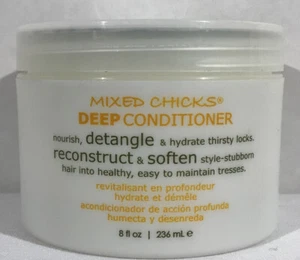 MIXED CHICKS®
DEEP CONDITIONER
nourish, detangle & hydrate thirsty locks.
reconstruct & soften style-stubborn
hair into healthy, easy to maintain tresses.
revitalisant en profondeur
hydrate et démêle
acondicionador de acción profunda
humecta y desenreda
8 fl oz | 236 mL e